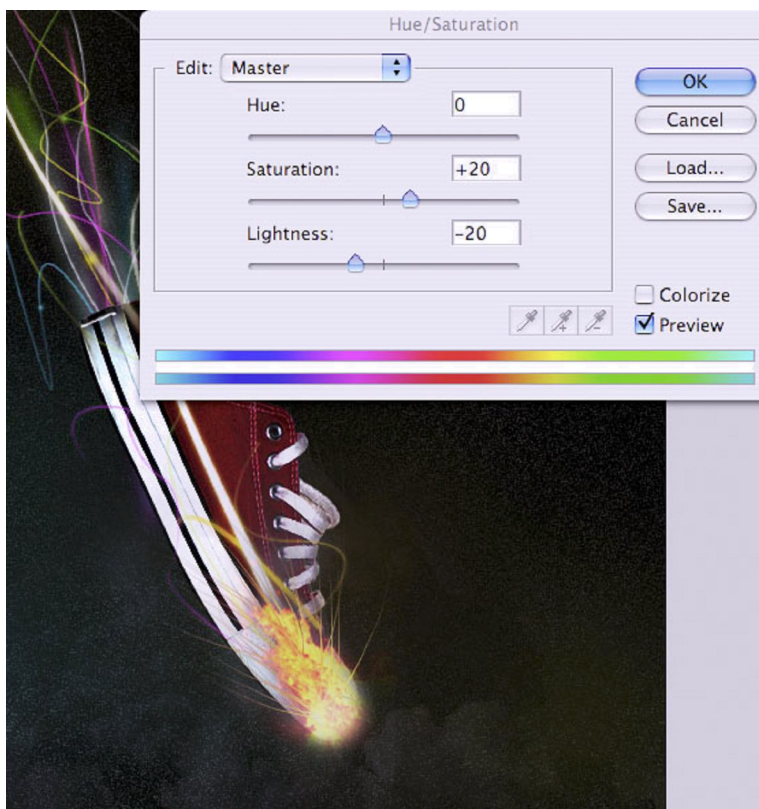 Hue/Saturation
Edit: Master
Hue: 0
Saturation: +20
Lightness: -20
OK
Cancel
Load...
Save...
Colorize
Preview